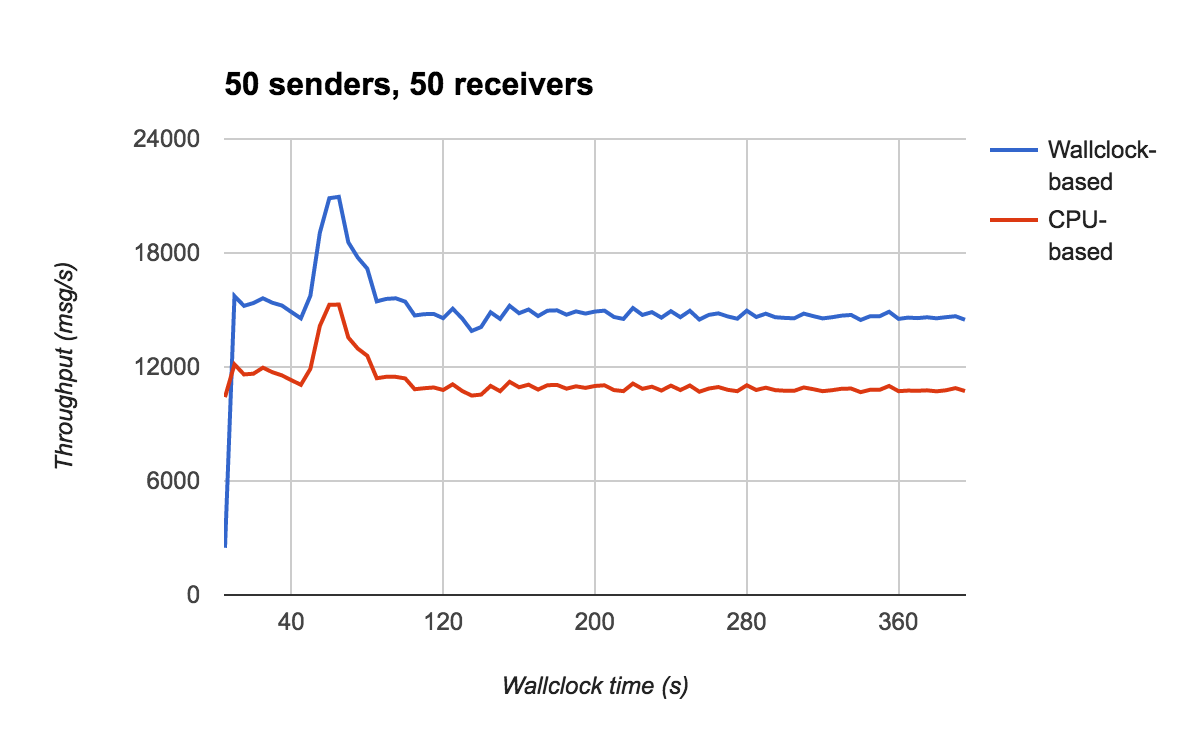 50 senders, 50 receivers
24000
18000
12000
6000
0
Throughput (msg/s)
40 120 200 280 360
Wallclock time (s)
Wallclock-
based
CPU-
based